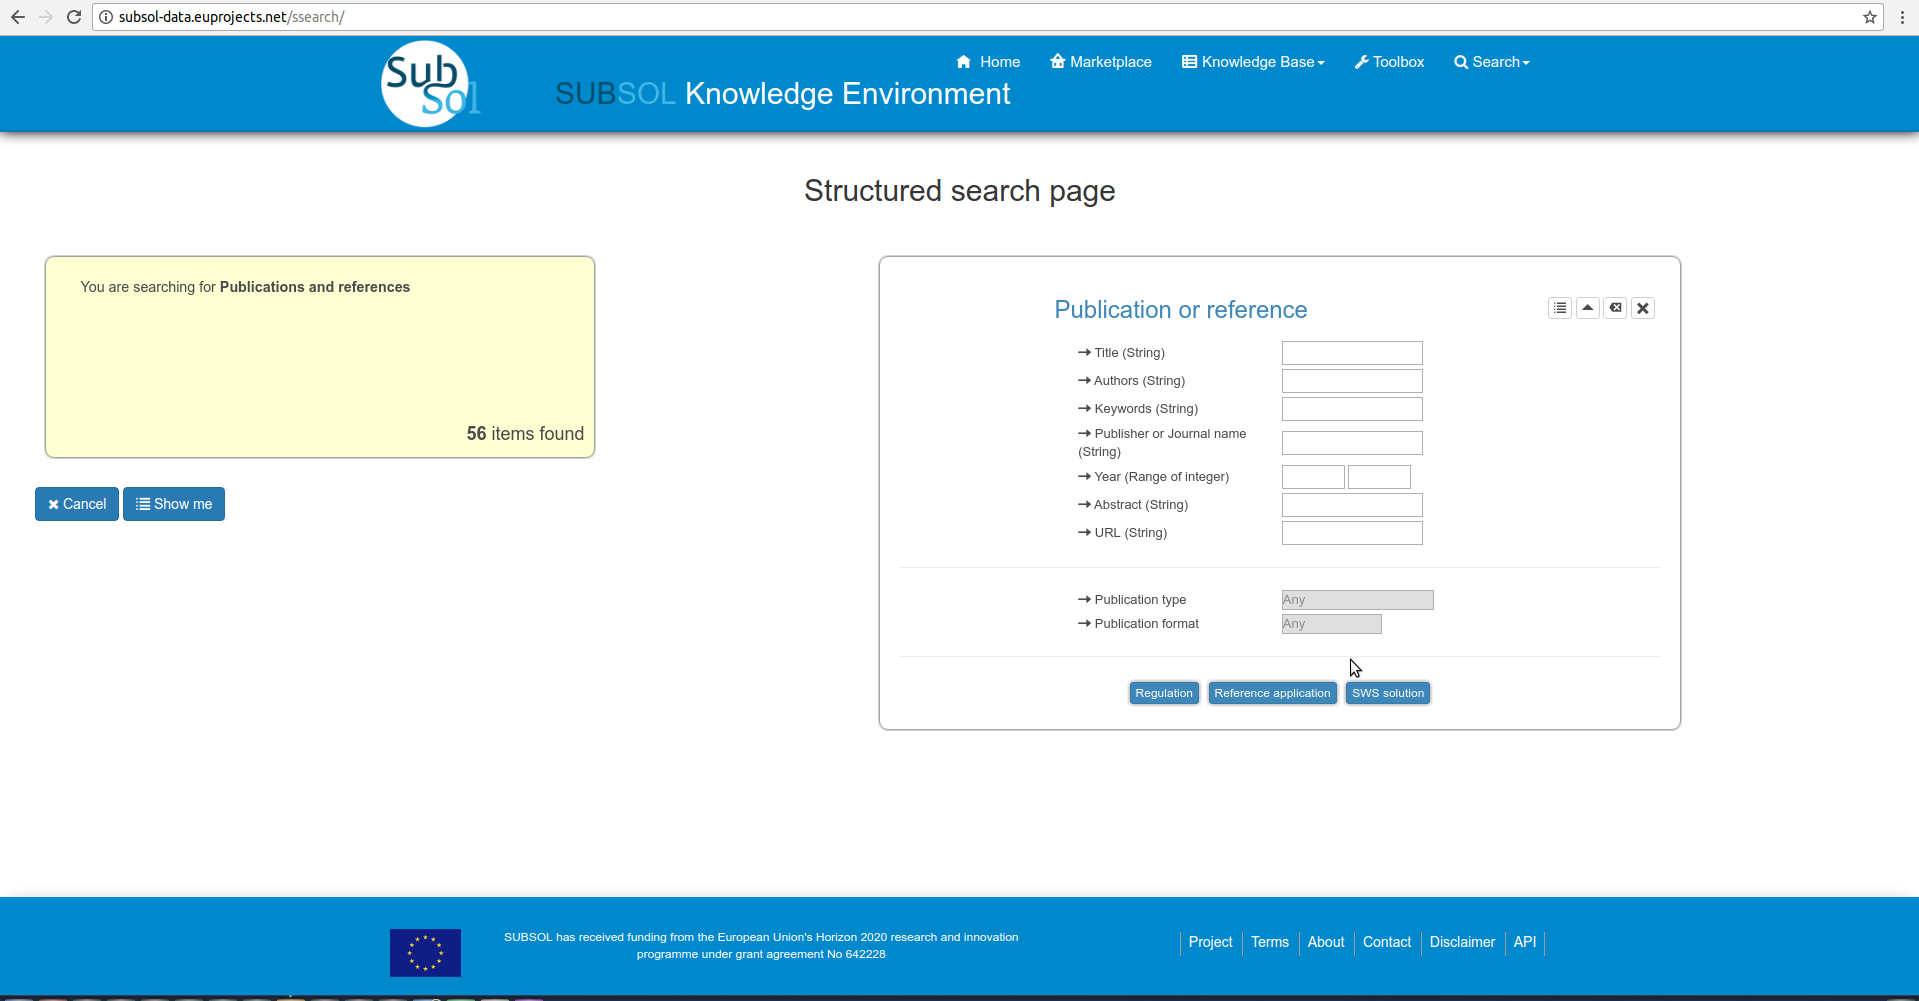 subsol-data.euprojects.net/ssearch/
Sub
Sol
Home
Marketplace
Knowledge Base
Toolbox
Search
SUBSOL Knowledge Environment
Structured search page
You are searching for Publications and references
56 items found
Cancel
Show me
Publication or reference
Title (String)
Authors (String)
Keywords (String)
Publisher or Journal name
(String)
Year (Range of integer)
Abstract (String)
URL (String)
Publication type
Any
Publication format
Any
Regulation
Reference application
SWS solution
SUBSOL has received funding from the European Union's Horizon 2020 research and innovation
programme under grant agreement No 642228
Project
Terms
About
Contact
Disclaimer
API